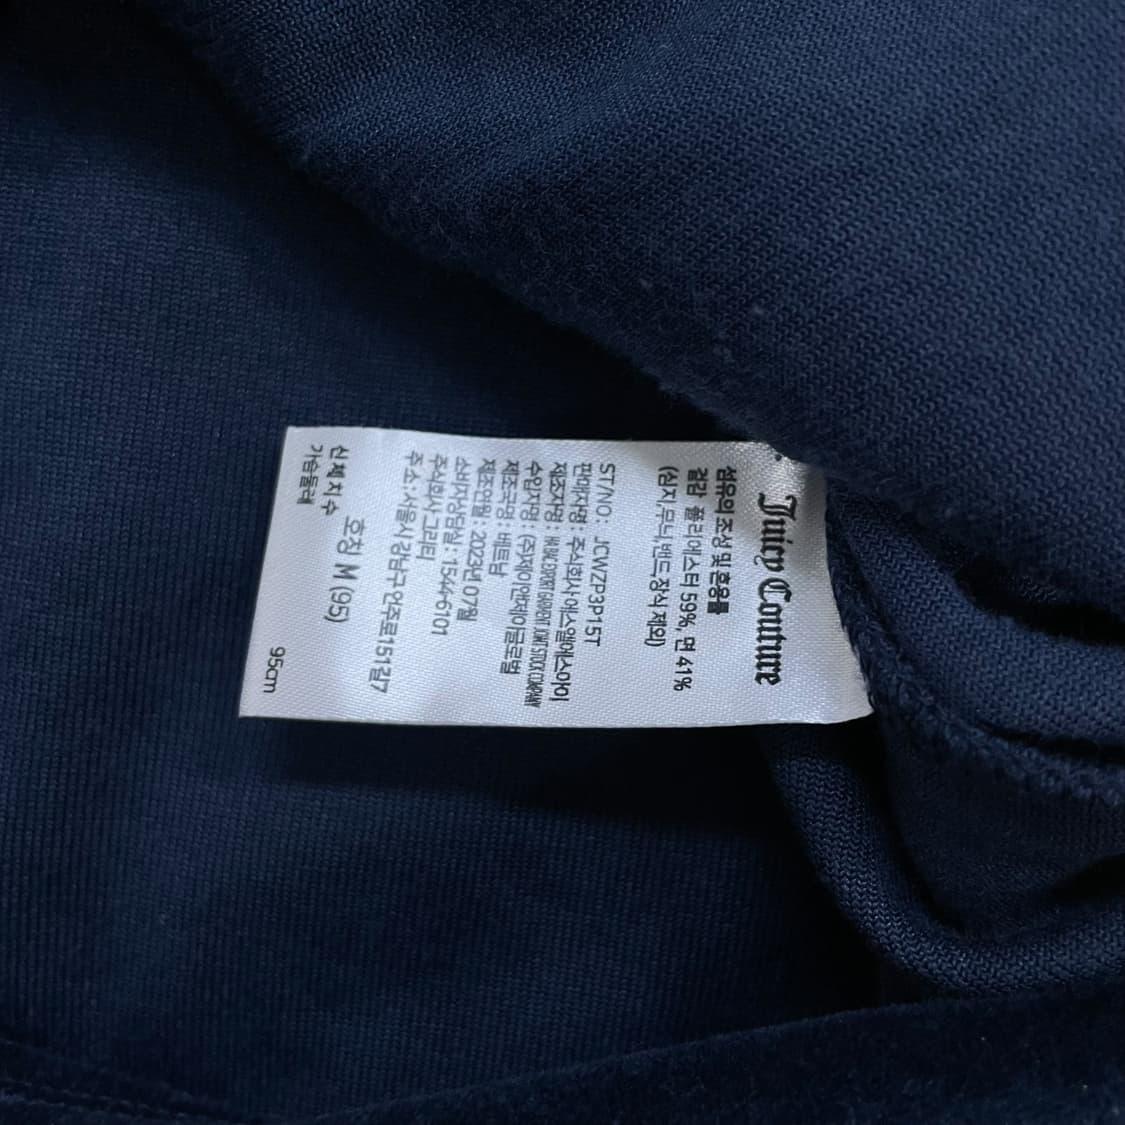 Juicy Couture
섬유의 조성 및 혼용률
겉감 폴리에스터 59%, 면 41%
(심지,무늬,밴드,장식 제외)
ST/NO: JCWZP3P15T
판매자명 주식회사 에스엘에스아이
제조자명 : EXPORT GARMENT JOINT STOCK COMPANY
수입자명 : (주)제이앤제이글로벌
제조국명 : 베트남
제조연월 : 2023년 07월
소비자상담실 : 1544-6101
주식회사 그리티
주소:서울시 강남구 언주로151길7
호칭 M (95)
신체치수
가슴둘레 95cm